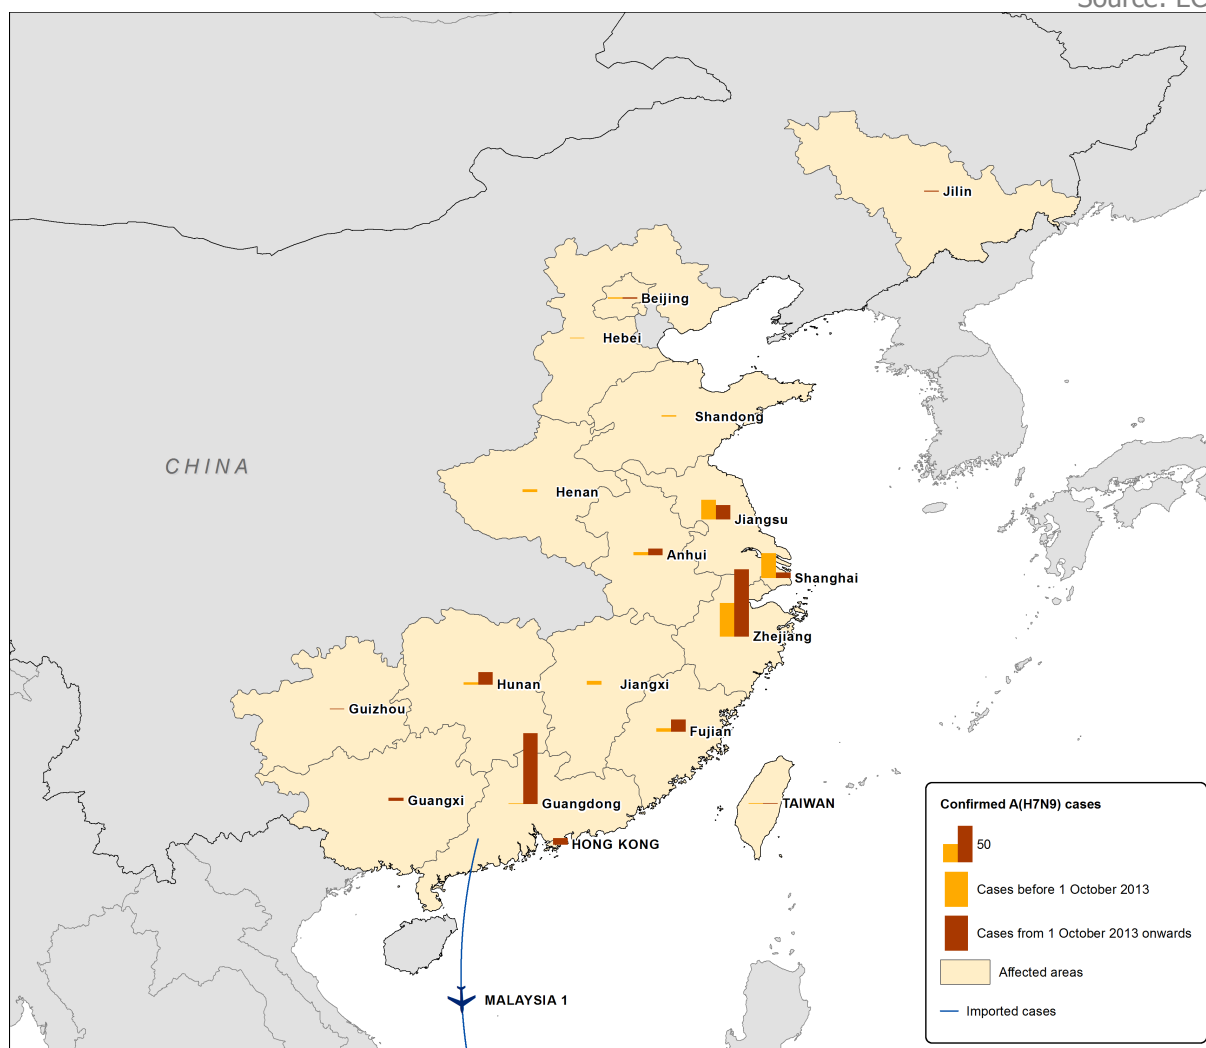 Source: EC
Jilin
Beijing
Hebei
Shandong
CHINA
Henan
Jiangsu
Anhui
Shanghai
Zhejiang
Hunan
Jiangxi
Guizhou
Fujian
Guangxi
Guangdong
TAIWAN
HONG KONG
MALAYSIA 1
Confirmed A(H7N9) cases
50
Cases before 1 October 2013
Cases from 1 October 2013 onwards
Affected areas
Imported cases